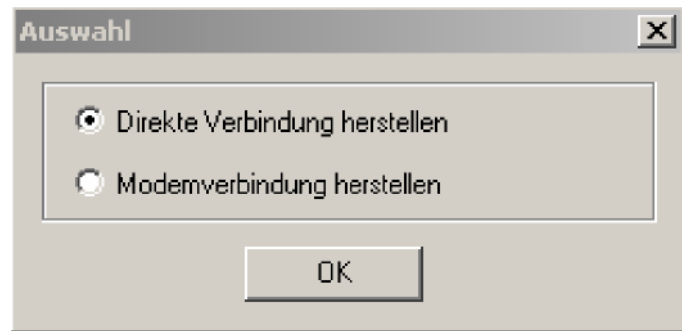 Auswahl
Direkte Verbindung herstellen
Modemverbindung herstellen
OK